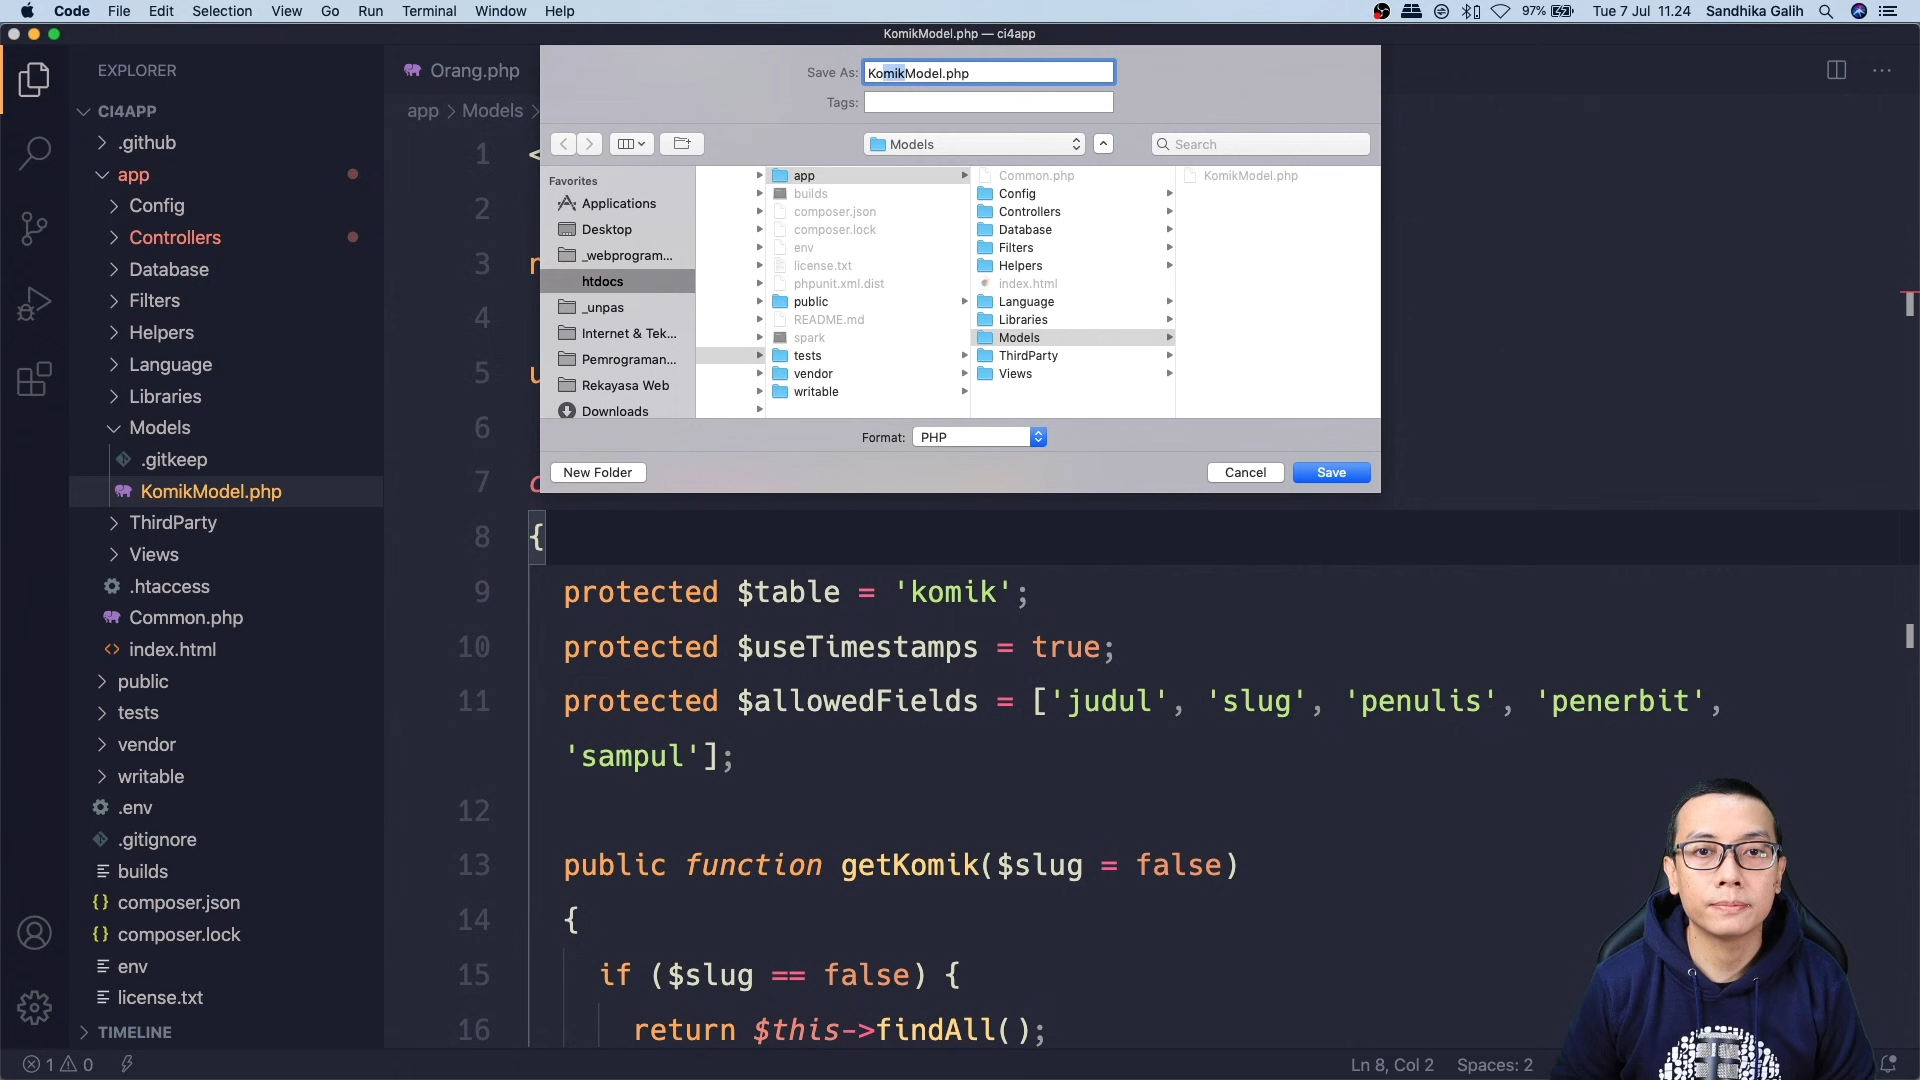 Code File Edit Selection View Go Run Terminal Window Help 97% Tue 7 Jul 11.24 Sandhika Galih
KomikModel.php — ci4app
EXPLORER
CI4APP
.github
app
Config
Controllers
Database
Filters
Helpers
Language
Libraries
Models
.gitkeep
KomikModel.php
ThirdParty
Views
.htaccess
Common.php
index.html
public
tests
vendor
writable
.env
.gitignore
builds
composer.json
composer.lock
env
license.txt
TIMELINE
Orang.php
app > Models >
Save As: KomikModel.php
Tags:
Models
Search
Favorites
Applications
Desktop
_webprogram...
htdocs
_unpas
Internet & Tek...
Pemrograman...
Rekayasa Web
Downloads
app
builds
composer.json
composer.lock
env
license.txt
phpunit.xml.dist
public
README.md
spark
tests
vendor
writable
Common.php
Config
Controllers
Database
Filters
Helpers
index.html
Language
Libraries
Models
ThirdParty
Views
KomikModel.php
Format: PHP
New Folder Cancel Save
1 <
2
3 n
4
5 u
6
7 c
8 {
9 protected $table = 'komik';
10 protected $useTimestamps = true;
11 protected $allowedFields = ['judul', 'slug', 'penulis', 'penerbit',
'sampul'];
12
13 public function getKomik($slug = false)
14 {
15 if ($slug == false) {
16 return $this->findAll();
1 0 Ln 8, Col 2 Spaces: 2